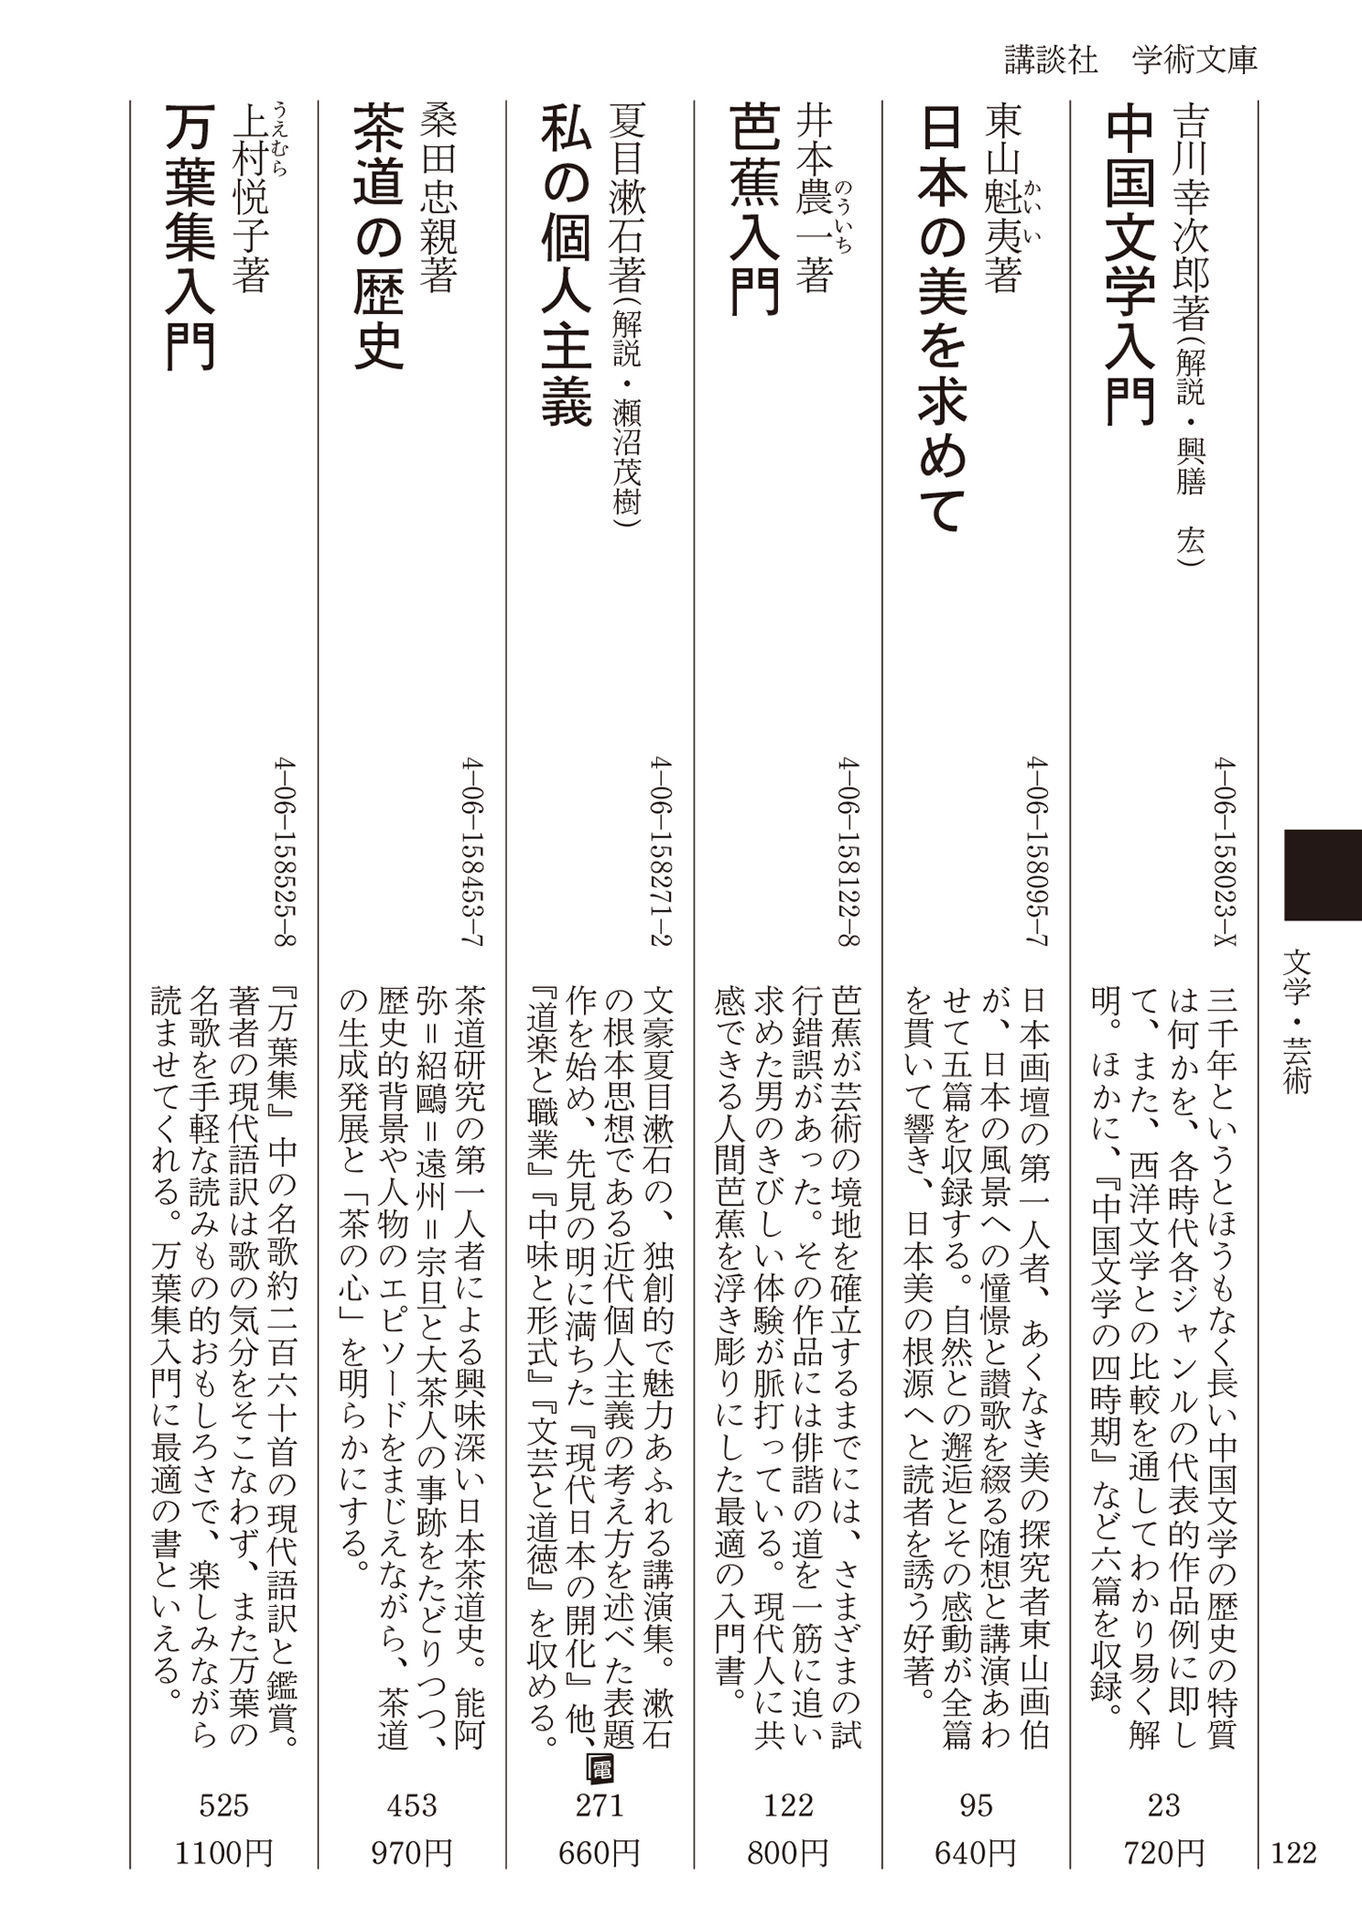 講談社　学術文庫
文学・芸術
122
吉川幸次郎著(解説・興膳　宏)
中国文学入門
4-06-158023-X
三千年というとほうもなく長い中国文学の歴史の特質
は何かを、各時代各ジャンルの代表的作品例に即し
て、また、西洋文学との比較を通してわかり易く解
明。ほかに、『中国文学の四時期』など六篇を収録。
23
720円
東山魁夷著
かいい
日本の美を求めて
4-06-158095-7
日本画壇の第一人者、あくなき美の探究者東山画伯
が、日本の風景への憧憬と讃歌を綴る随想と講演あわ
せて五篇を収録する。自然との邂逅とその感動が全篇
を貫いて響き、日本美の根源へと読者を誘う好著。
95
640円
井本農一著
のういち
芭蕉入門
4-06-158122-8
芭蕉が芸術の境地を確立するまでには、さまざまの試
行錯誤があった。その作品には俳諧の道を一筋に追い
求めた男のきびしい体験が脈打っている。現代人に共
感できる人間芭蕉を浮き彫りにした最適の入門書。
122
800円
夏目漱石著(解説・瀬沼茂樹)
私の個人主義
4-06-158271-2
文豪夏目漱石の、独創的で魅力あふれる講演集。漱石
の根本思想である近代個人主義の考え方を述べた表題
作を始め、先見の明に満ちた『現代日本の開化』他、
『道楽と職業』『中味と形式』『文芸と道徳』を収める。
電
271
660円
桑田忠親著
茶道の歴史
4-06-158453-7
茶道研究の第一人者による興味深い日本茶道史。能阿
弥＝紹鷗＝遠州＝宗旦と大茶人の事跡をたどりつつ、
歴史的背景や人物のエピソードをまじえながら、茶道
の生成発展と「茶の心」を明らかにする。
453
970円
上村悦子著
うえむら
万葉集入門
4-06-158525-8
『万葉集』中の名歌約二百六十首の現代語訳と鑑賞。
著者の現代語訳は歌の気分をそこなわず、また万葉の
名歌を手軽な読みもの的おもしろさで、楽しみながら
読ませてくれる。万葉集入門に最適の書といえる。
525
1100円